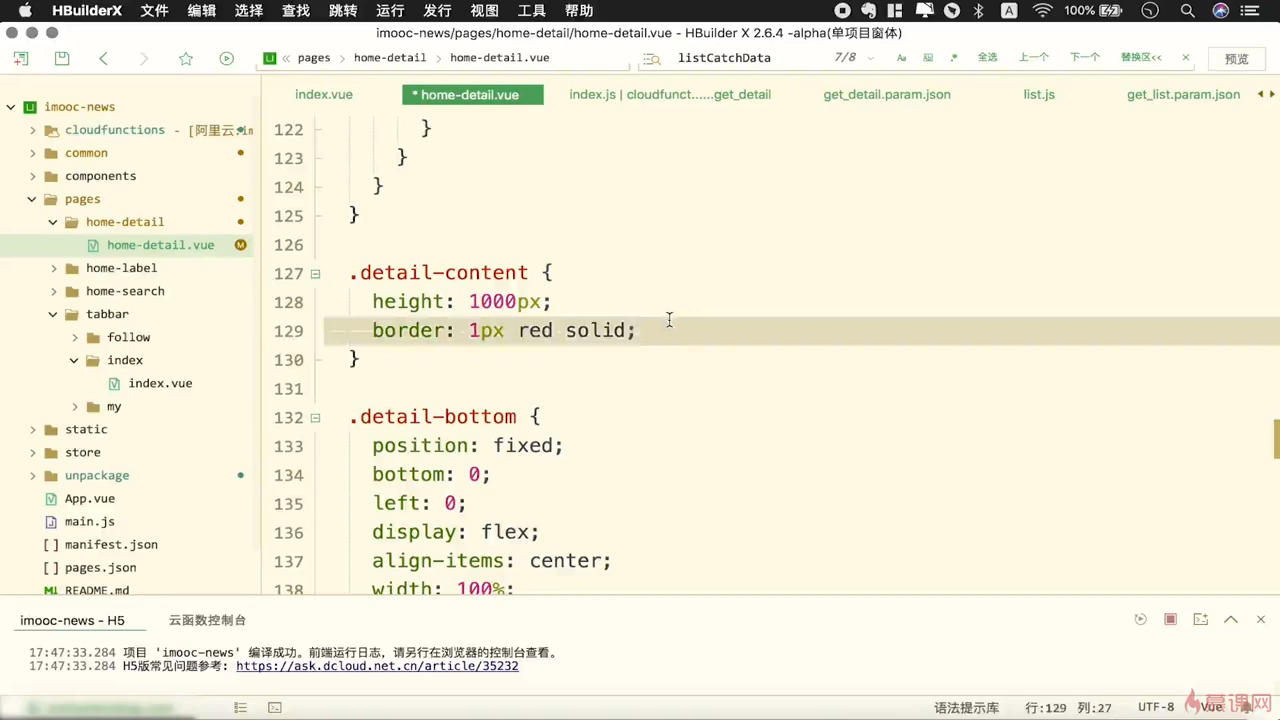 HBuilderX 文件 编辑 选择 查找 跳转 运行 发行 视图 工具 帮助 A 100%
imooc-news/pages/home-detail/home-detail.vue - HBuilder X 2.6.4 -alpha(单项目窗体)
pages home-detail home-detail.vue listCatchData 7/8 Aa .* 全选 上一个 下一个 替换区<< 预览
index.vue * home-detail.vue index.js | cloudfunct......get_detail get_detail.param.json list.js get_list.param.json
imooc-news
cloudfunctions - [阿里云:im
common
components
pages
home-detail
home-detail.vue M
home-label
home-search
tabbar
follow
index
index.vue
my
static
store
unpackage
App.vue
main.js
[ ] manifest.json
[ ] pages.json
README.md
122 }
123 }
124 }
125 }
126
127 .detail-content {
128 height: 1000px;
129 border: 1px red solid;
130 }
131
132 .detail-bottom {
133 position: fixed;
134 bottom: 0;
135 left: 0;
136 display: flex;
137 align-items: center;
138 width: 100%;
imooc-news - H5 云函数控制台
17:47:33.284 项目 'imooc-news' 编译成功。前端运行日志，请另行在浏览器的控制台查看。
17:47:33.284 H5版常见问题参考: https://ask.dcloud.net.cn/article/35232
语法提示库 行:129 列:27 UTF-8 Vue
慕课网